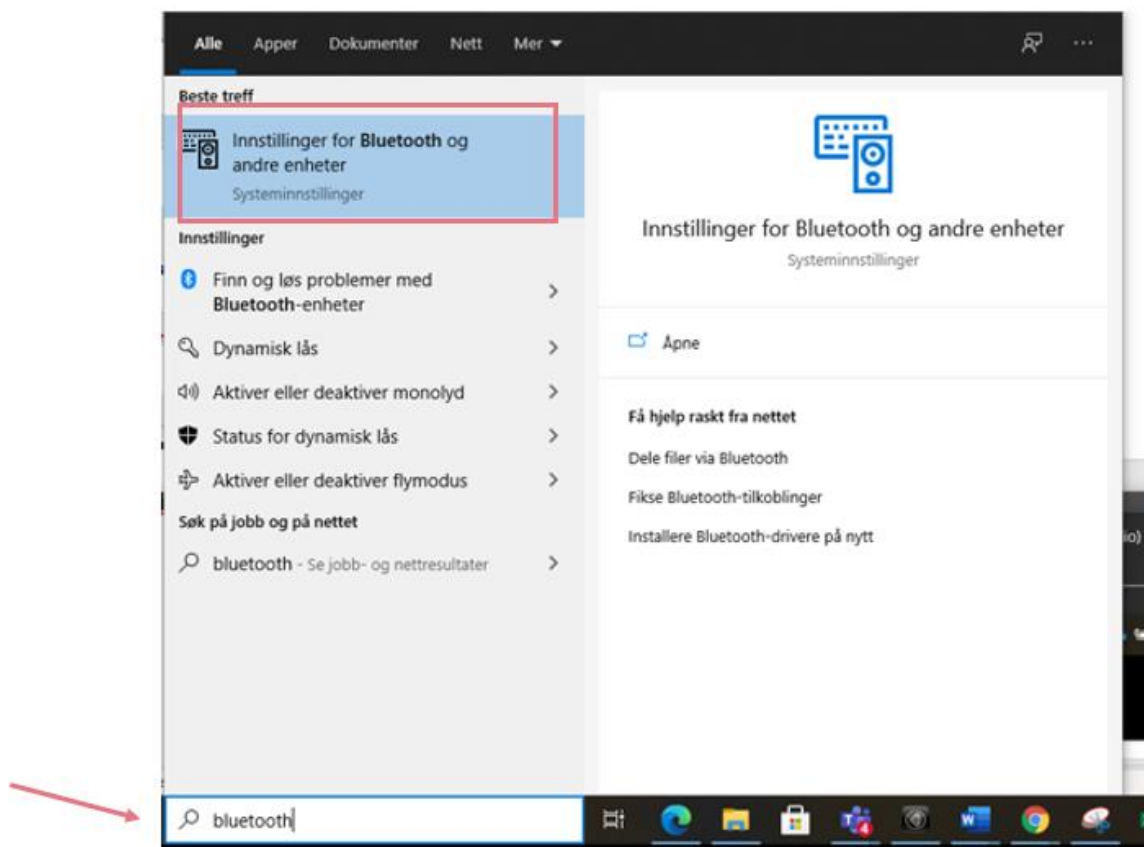 Alle Apper Dokumenter Nett Mer
Beste treff
Innstillinger for Bluetooth og
andre enheter
Systeminnstillinger
Innstillinger
Finn og løs problemer med
Bluetooth-enheter
Dynamisk lås
Aktiver eller deaktiver monolyd
Status for dynamisk lås
Aktiver eller deaktiver flymodus
Søk på jobb og på nettet
bluetooth - Se jobb- og nettresultater
Innstillinger for Bluetooth og andre enheter
Systeminnstillinger
Åpne
Få hjelp raskt fra nettet
Dele filer via Bluetooth
Fikse Bluetooth-tilkoblinger
Installere Bluetooth-drivere på nytt
io)
bluetooth
4
W